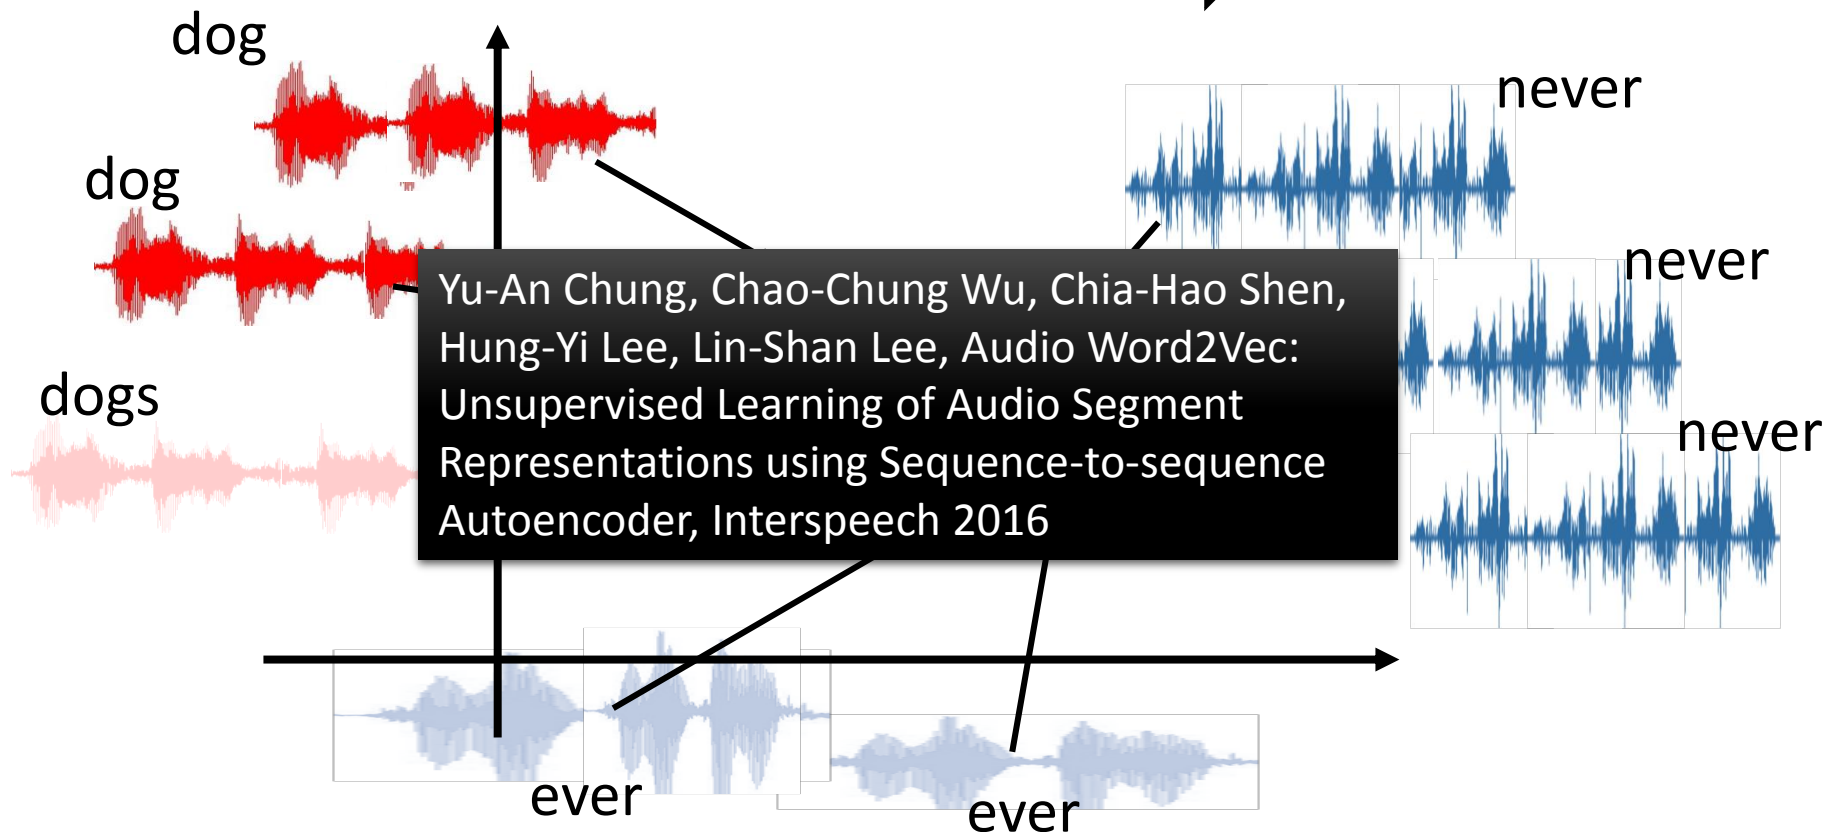 dog
never
dog
never
Yu-An Chung, Chao-Chung Wu, Chia-Hao Shen,
Hung-Yi Lee, Lin-Shan Lee, Audio Word2Vec:
Unsupervised Learning of Audio Segment
Representations using Sequence-to-sequence
Autoencoder, Interspeech 2016
dogs
never
ever
ever